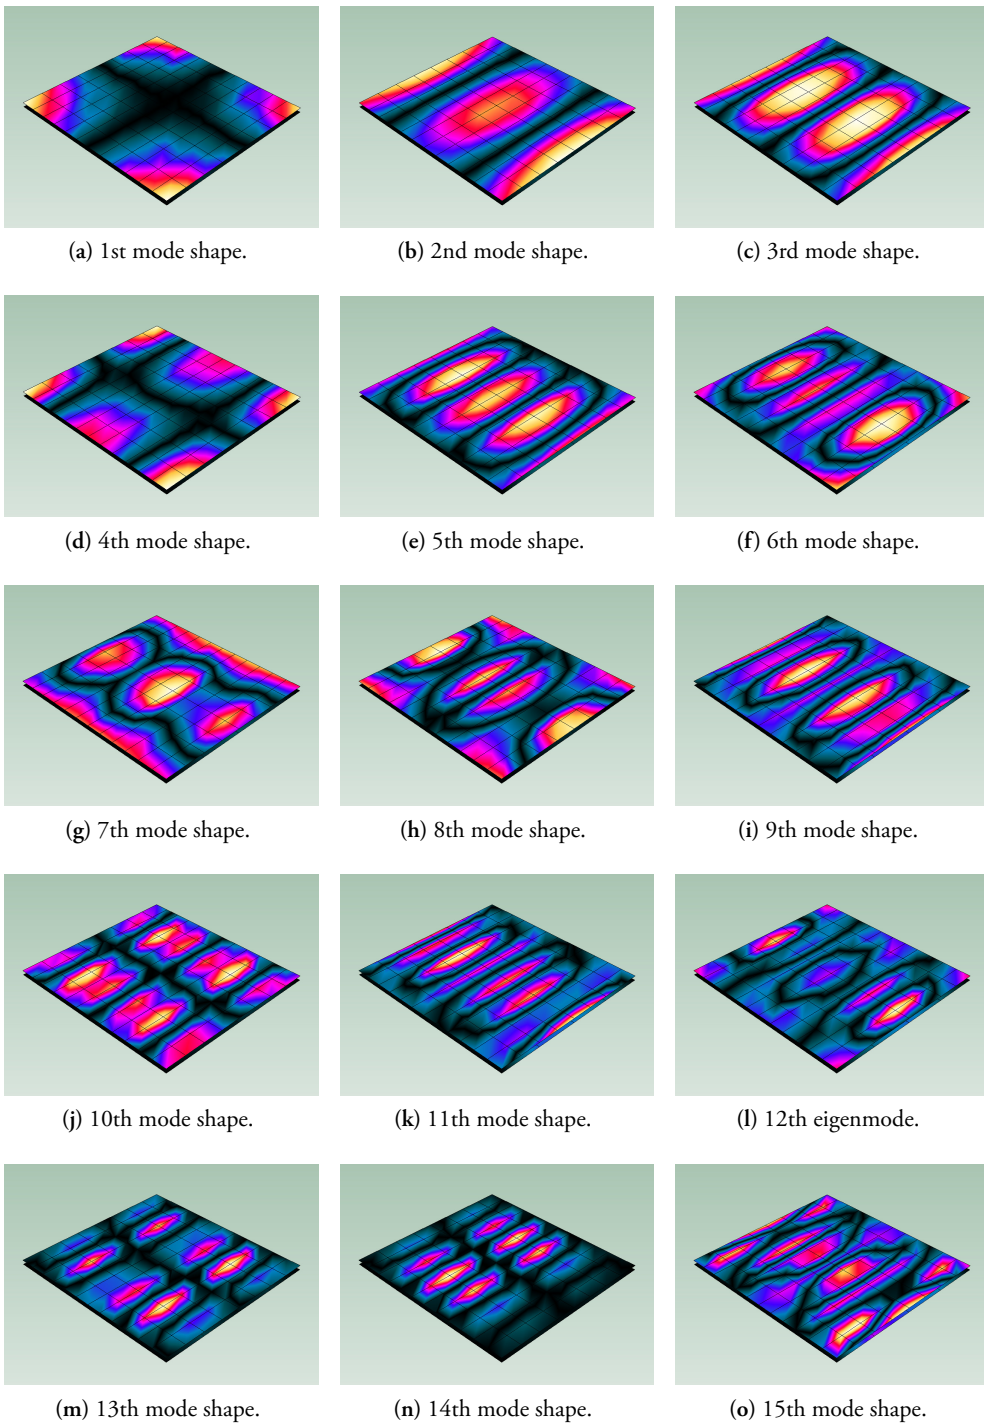 (a) 1st mode shape.
(b) 2nd mode shape.
(c) 3rd mode shape.
(d) 4th mode shape.
(e) 5th mode shape.
(f) 6th mode shape.
(g) 7th mode shape.
(h) 8th mode shape.
(i) 9th mode shape.
(j) 10th mode shape.
(k) 11th mode shape.
(l) 12th eigenmode.
(m) 13th mode shape.
(n) 14th mode shape.
(o) 15th mode shape.